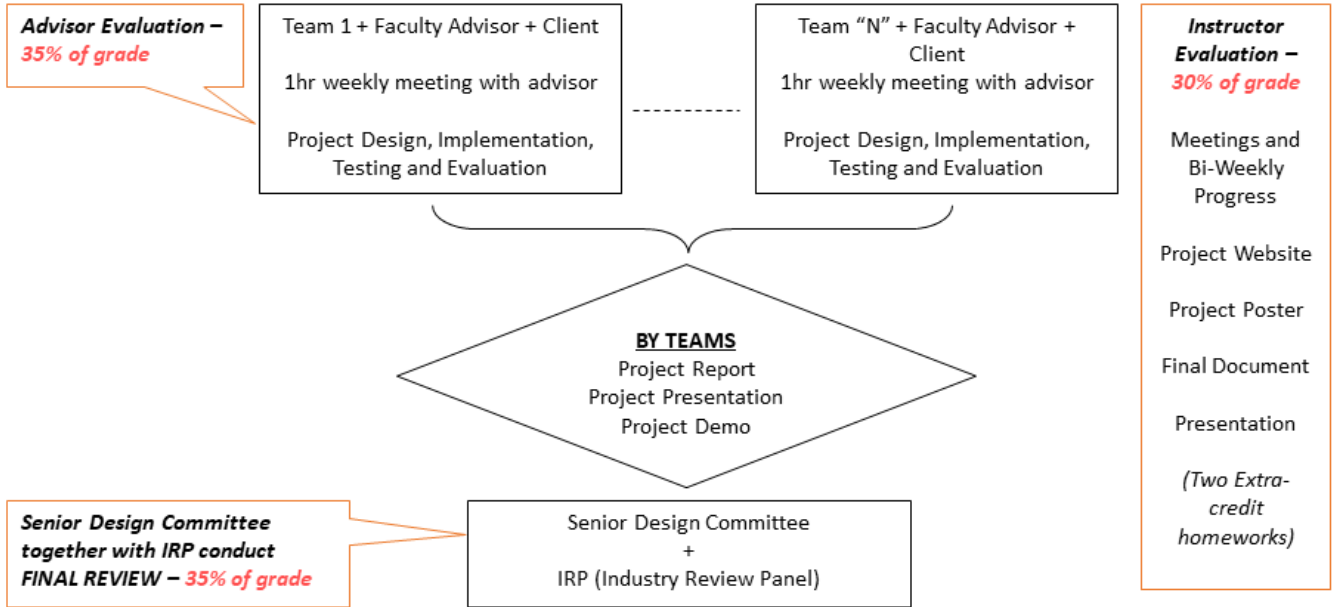 Advisor Evaluation –
35% of grade
Team 1 + Faculty Advisor + Client
1hr weekly meeting with advisor
Project Design, Implementation,
Testing and Evaluation
Team “N” + Faculty Advisor +
Client
1hr weekly meeting with advisor
Project Design, Implementation,
Testing and Evaluation
Instructor
Evaluation –
30% of grade
Meetings and
Bi-Weekly
Progress
Project Website
Project Poster
Final Document
Presentation
(Two Extra-
credit
homeworks)
BY TEAMS
Project Report
Project Presentation
Project Demo
Senior Design Committee
together with IRP conduct
FINAL REVIEW – 35% of grade
Senior Design Committee
+
IRP (Industry Review Panel)